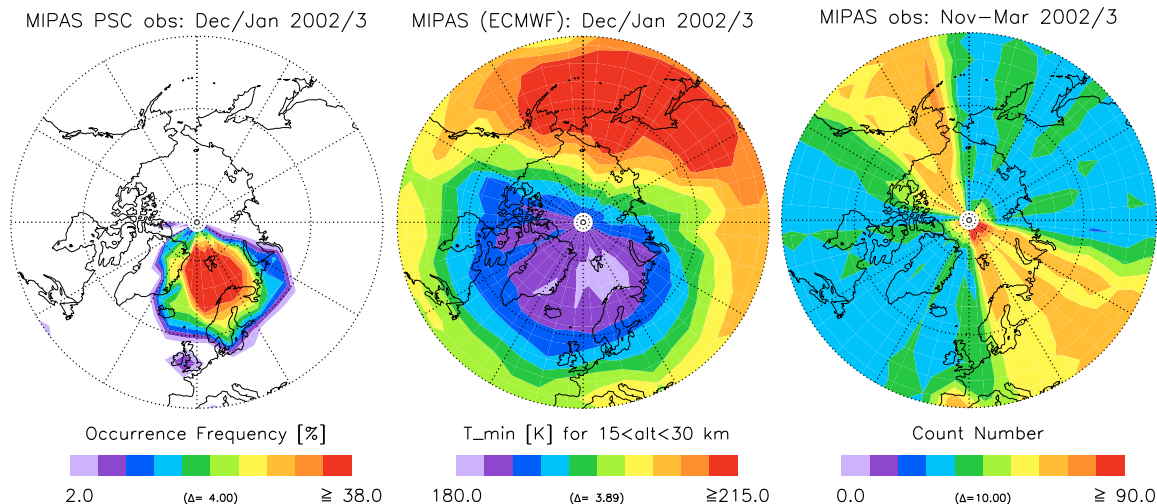 MIPAS PSC obs: Dec/Jan 2002/3
MIPAS (ECMWF): Dec/Jan 2002/3
MIPAS obs: Nov-Mar 2002/3
Occurrence Frequency [%]
2.0 (Δ= 4.00) ≧ 38.0
T_min [K] for 15<alt<30 km
180.0 (Δ= 3.89) ≧215.0
Count Number
0.0 (Δ=10.00) ≧ 90.0